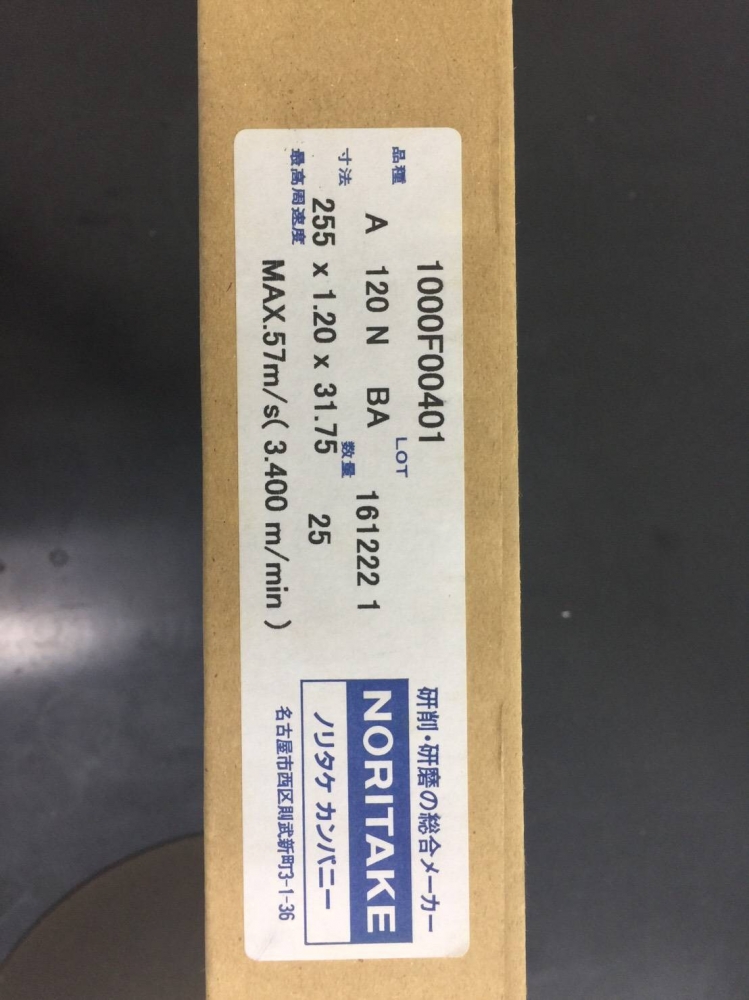 1000F00401
品種 A 120 N BA LOT 161222 1
寸法 255 x 1.20 x 31.75 数量 25
最高周速度 MAX.57m/s( 3.400 m/min )
研削・研磨の総合メーカー
NORITAKE
ノリタケ カンパニー
名古屋市西区則武新町3-1-36